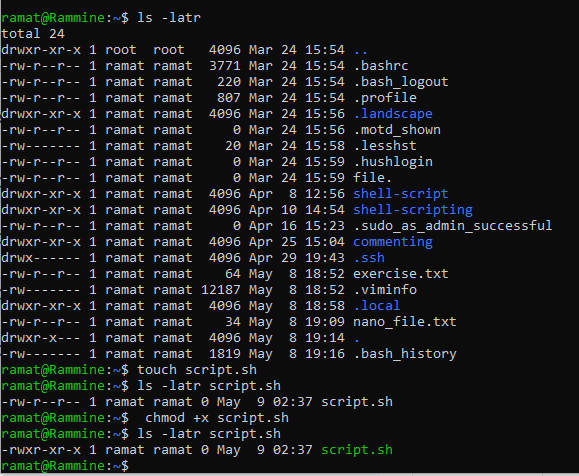 ramat@Rammine:~$ ls -latr
total 24
drwxr-xr-x 1 root  root   4096 Mar 24 15:54 ..
-rw-r--r-- 1 ramat ramat  3771 Mar 24 15:54 .bashrc
-rw-r--r-- 1 ramat ramat   220 Mar 24 15:54 .bash_logout
-rw-r--r-- 1 ramat ramat   807 Mar 24 15:54 .profile
drwxr-xr-x 1 ramat ramat  4096 Mar 24 15:56 .landscape
-rw-r--r-- 1 ramat ramat     0 Mar 24 15:56 .motd_shown
-rw------- 1 ramat ramat    20 Mar 24 15:58 .lesshst
-rw-r--r-- 1 ramat ramat     0 Mar 24 15:59 .hushlogin
-rw-r--r-- 1 ramat ramat     0 Mar 24 15:59 file.
drwxr-xr-x 1 ramat ramat  4096 Apr  8 12:56 shell-script
drwxr-xr-x 1 ramat ramat  4096 Apr 10 14:54 shell-scripting
-rw-r--r-- 1 ramat ramat     0 Apr 16 15:23 .sudo_as_admin_successful
drwxr-xr-x 1 ramat ramat  4096 Apr 25 15:04 commenting
drwx------ 1 ramat ramat  4096 Apr 29 19:43 .ssh
-rw-r--r-- 1 ramat ramat    64 May  8 18:52 exercise.txt
-rw------- 1 ramat ramat 12187 May  8 18:52 .viminfo
drwxr-xr-x 1 ramat ramat  4096 May  8 18:58 .local
-rw-r--r-- 1 ramat ramat    34 May  8 19:09 nano_file.txt
drwxr-x--- 1 ramat ramat  4096 May  8 19:14 .
-rw------- 1 ramat ramat  1819 May  8 19:16 .bash_history
ramat@Rammine:~$ touch script.sh
ramat@Rammine:~$ ls -latr script.sh
-rw-r--r-- 1 ramat ramat 0 May  9 02:37 script.sh
ramat@Rammine:~$  chmod +x script.sh
ramat@Rammine:~$ ls -latr script.sh
-rwxr-xr-x 1 ramat ramat 0 May  9 02:37 script.sh
ramat@Rammine:~$